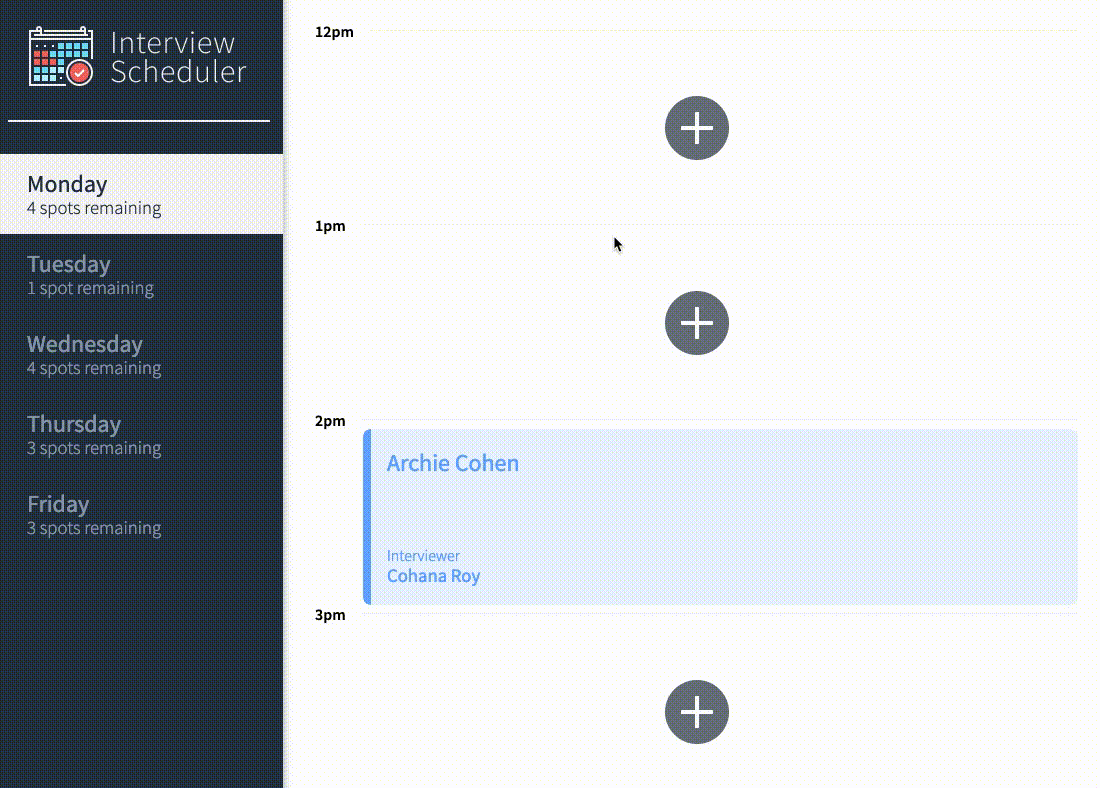 Interview
Scheduler
Monday
4 spots remaining
Tuesday
1 spot remaining
Wednesday
4 spots remaining
Thursday
3 spots remaining
Friday
3 spots remaining
12pm
1pm
2pm
Archie Cohen
Interviewer
Cohana Roy
3pm